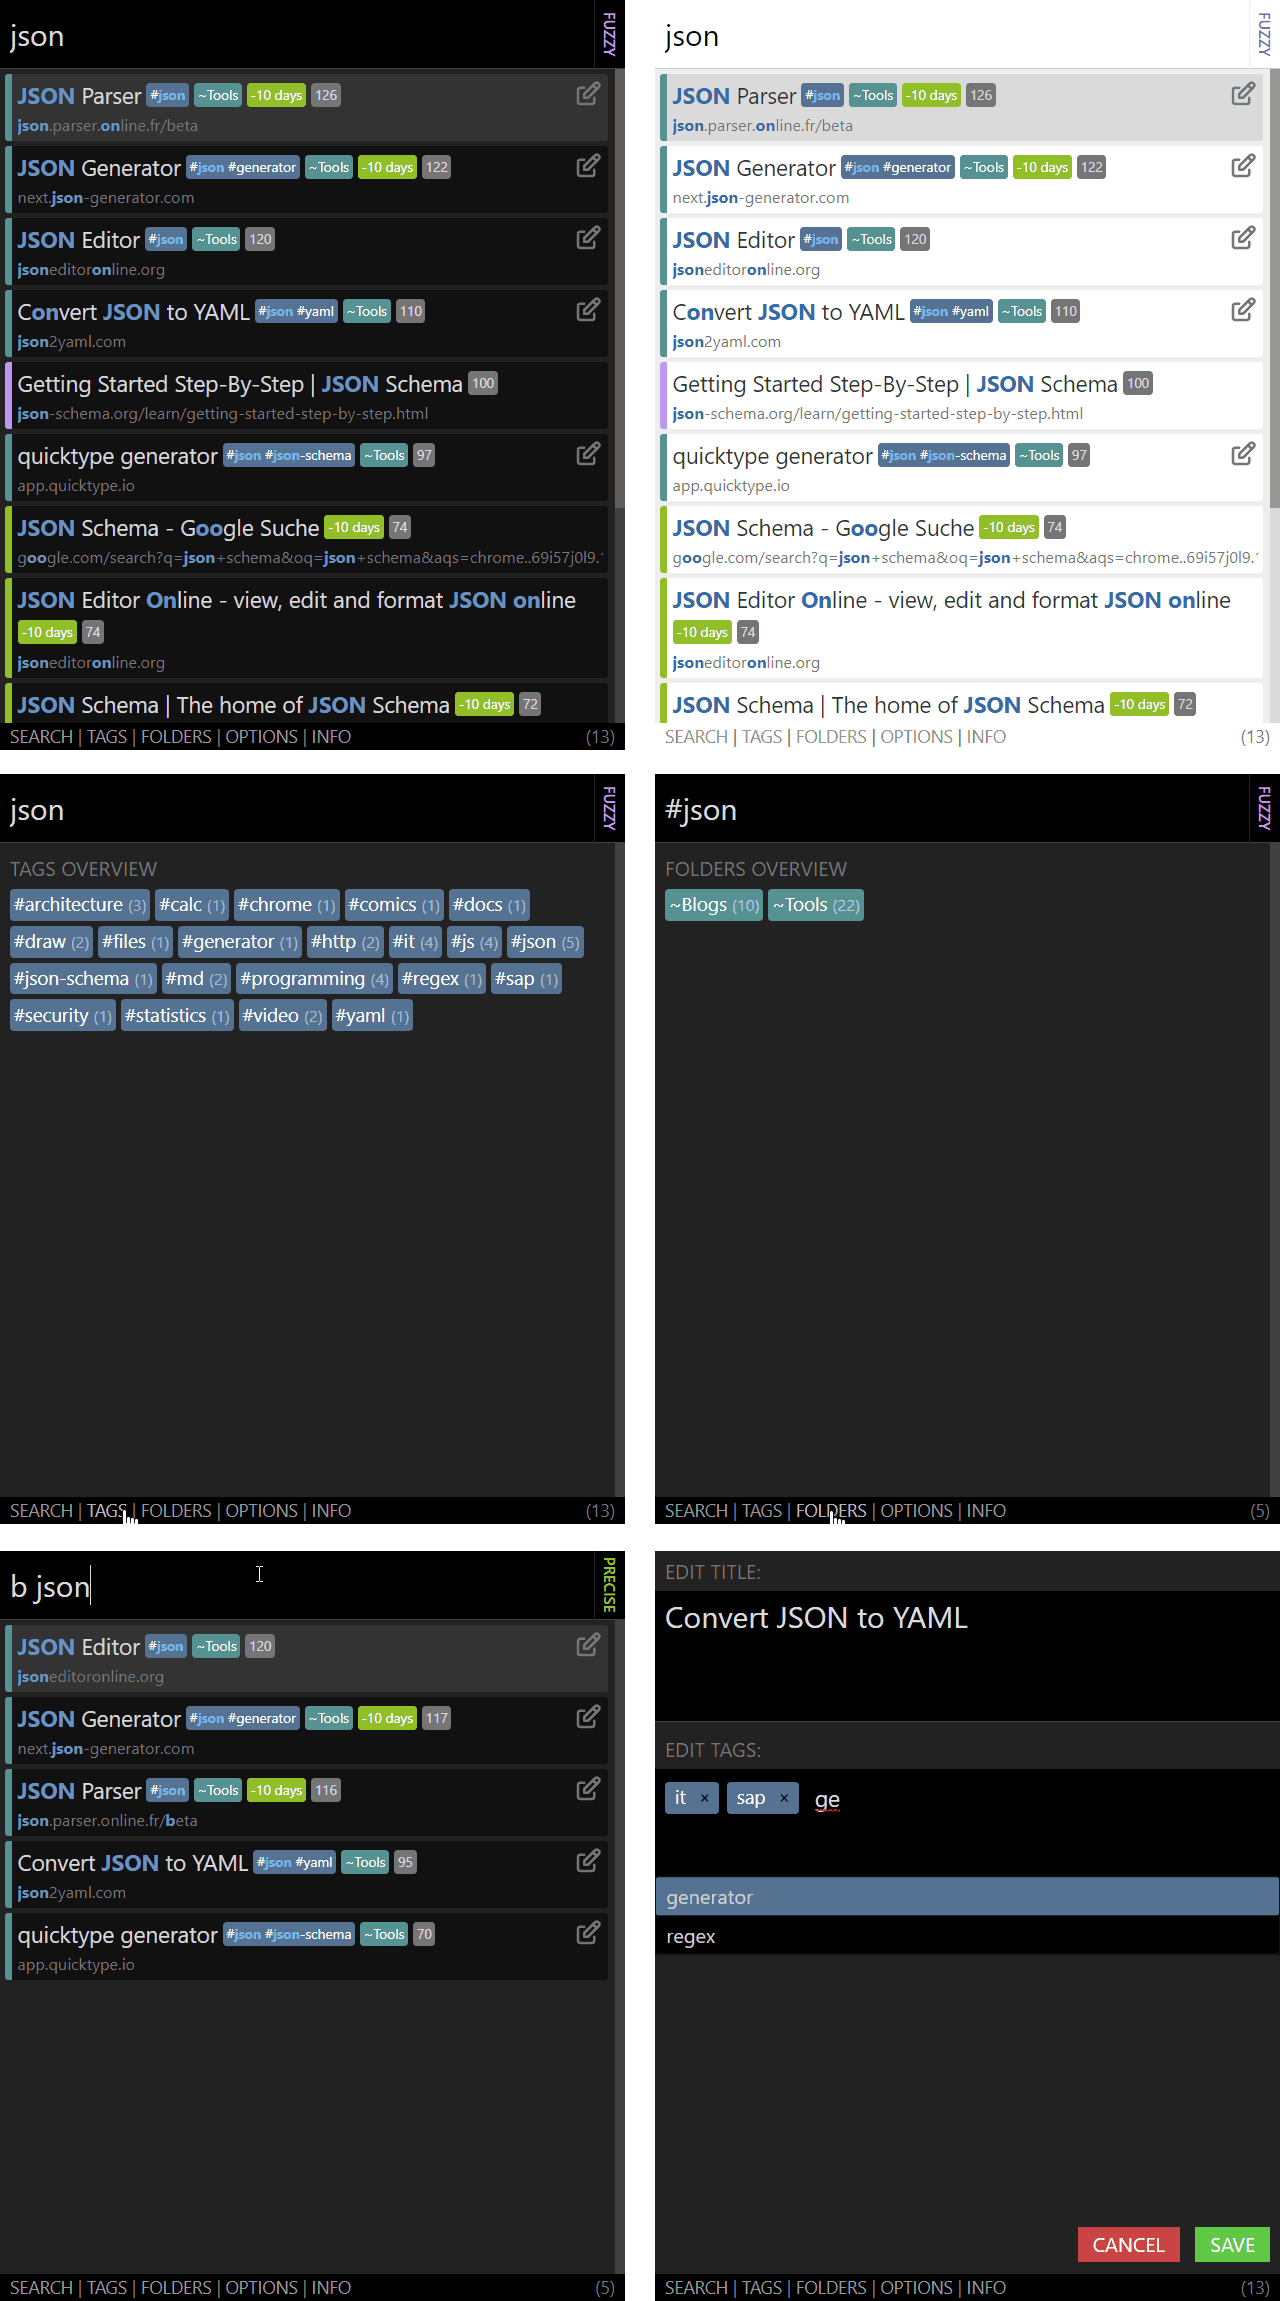 json
FUZZY
JSON Parser #json ~Tools -10 days 126
json.parser.online.fr/beta
JSON Generator #json #generator ~Tools -10 days 122
next.json-generator.com
JSON Editor #json ~Tools 120
jsoneditoronline.org
Convert JSON to YAML #json #yaml ~Tools 110
json2yaml.com
Getting Started Step-By-Step | JSON Schema 100
json-schema.org/learn/getting-started-step-by-step.html
quicktype generator #json #json-schema ~Tools 97
app.quicktype.io
JSON Schema - Google Suche -10 days 74
google.com/search?q=json+schema&oq=json+schema&aqs=chrome..69i57j0l9.
JSON Editor Online - view, edit and format JSON online
-10 days 74
jsoneditoronline.org
JSON Schema | The home of JSON Schema -10 days 72
SEARCH | TAGS | FOLDERS | OPTIONS | INFO (13)
json
FUZZY
JSON Parser #json ~Tools -10 days 126
json.parser.online.fr/beta
JSON Generator #json #generator ~Tools -10 days 122
next.json-generator.com
JSON Editor #json ~Tools 120
jsoneditoronline.org
Convert JSON to YAML #json #yaml ~Tools 110
json2yaml.com
Getting Started Step-By-Step | JSON Schema 100
json-schema.org/learn/getting-started-step-by-step.html
quicktype generator #json #json-schema ~Tools 97
app.quicktype.io
JSON Schema - Google Suche -10 days 74
google.com/search?q=json+schema&oq=json+schema&aqs=chrome..69i57j0l9.
JSON Editor Online - view, edit and format JSON online
-10 days 74
jsoneditoronline.org
JSON Schema | The home of JSON Schema -10 days 72
SEARCH | TAGS | FOLDERS | OPTIONS | INFO (13)
json
FUZZY
TAGS OVERVIEW
#architecture (3) #calc (1) #chrome (1) #comics (1) #docs (1)
#draw (2) #files (1) #generator (1) #http (2) #it (4) #js (4) #json (5)
#json-schema (1) #md (2) #programming (4) #regex (1) #sap (1)
#security (1) #statistics (1) #video (2) #yaml (1)
SEARCH | TAGS | FOLDERS | OPTIONS | INFO (13)
#json
FUZZY
FOLDERS OVERVIEW
~Blogs (10) ~Tools (22)
SEARCH | TAGS | FOLDERS | OPTIONS | INFO (5)
b json
PRECISE
JSON Editor #json ~Tools 120
jsoneditoronline.org
JSON Generator #json #generator ~Tools -10 days 117
next.json-generator.com
JSON Parser #json ~Tools -10 days 116
json.parser.online.fr/beta
Convert JSON to YAML #json #yaml ~Tools 95
json2yaml.com
quicktype generator #json #json-schema ~Tools 70
app.quicktype.io
SEARCH | TAGS | FOLDERS | OPTIONS | INFO (5)
EDIT TITLE:
Convert JSON to YAML
EDIT TAGS:
it × sap × ge
generator
regex
CANCEL SAVE
SEARCH | TAGS | FOLDERS | OPTIONS | INFO (13)